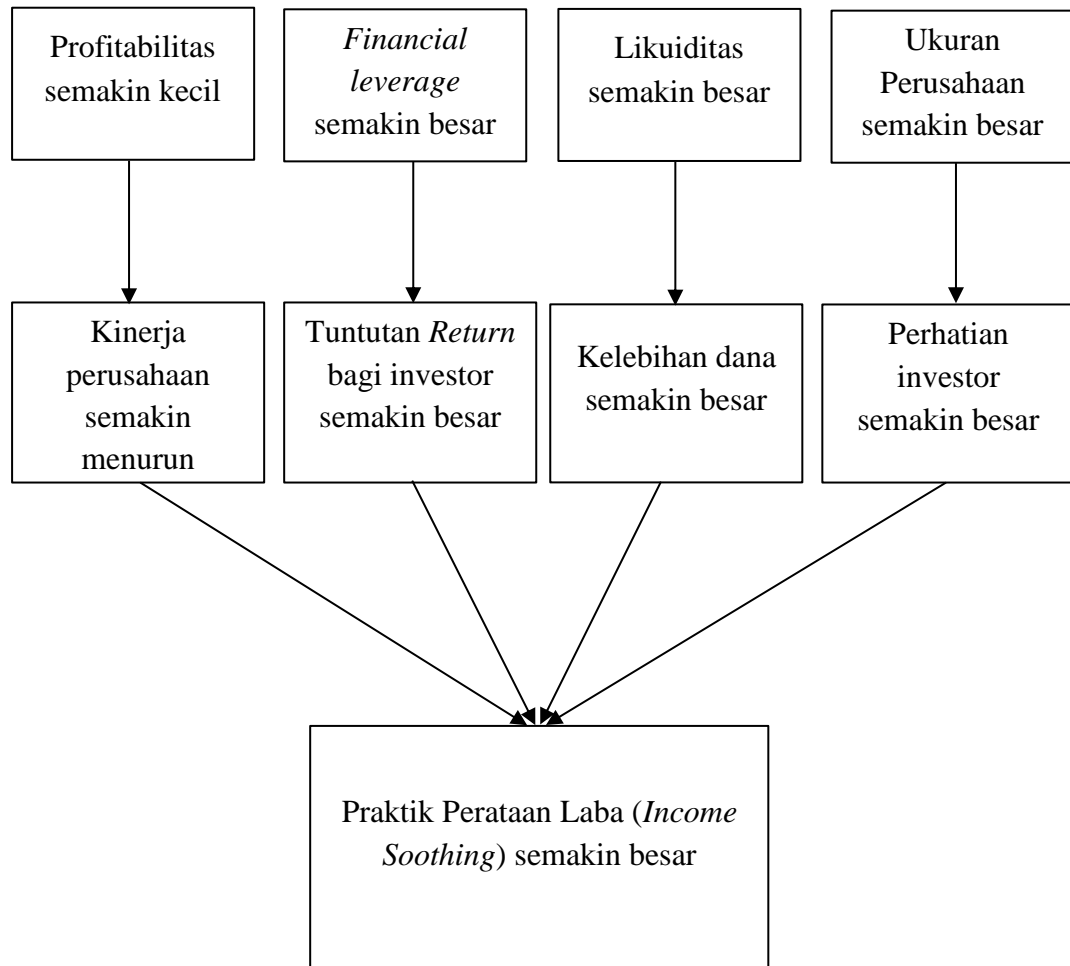 Profitabilitas
semakin kecil
Financial
leverage
semakin besar
Likuiditas
semakin besar
Ukuran
Perusahaan
semakin besar
Kinerja
perusahaan
semakin
menurun
Tuntutan Return
bagi investor
semakin besar
Kelebihan dana
semakin besar
Perhatian
investor
semakin besar
Praktik Perataan Laba (Income
Soothing) semakin besar